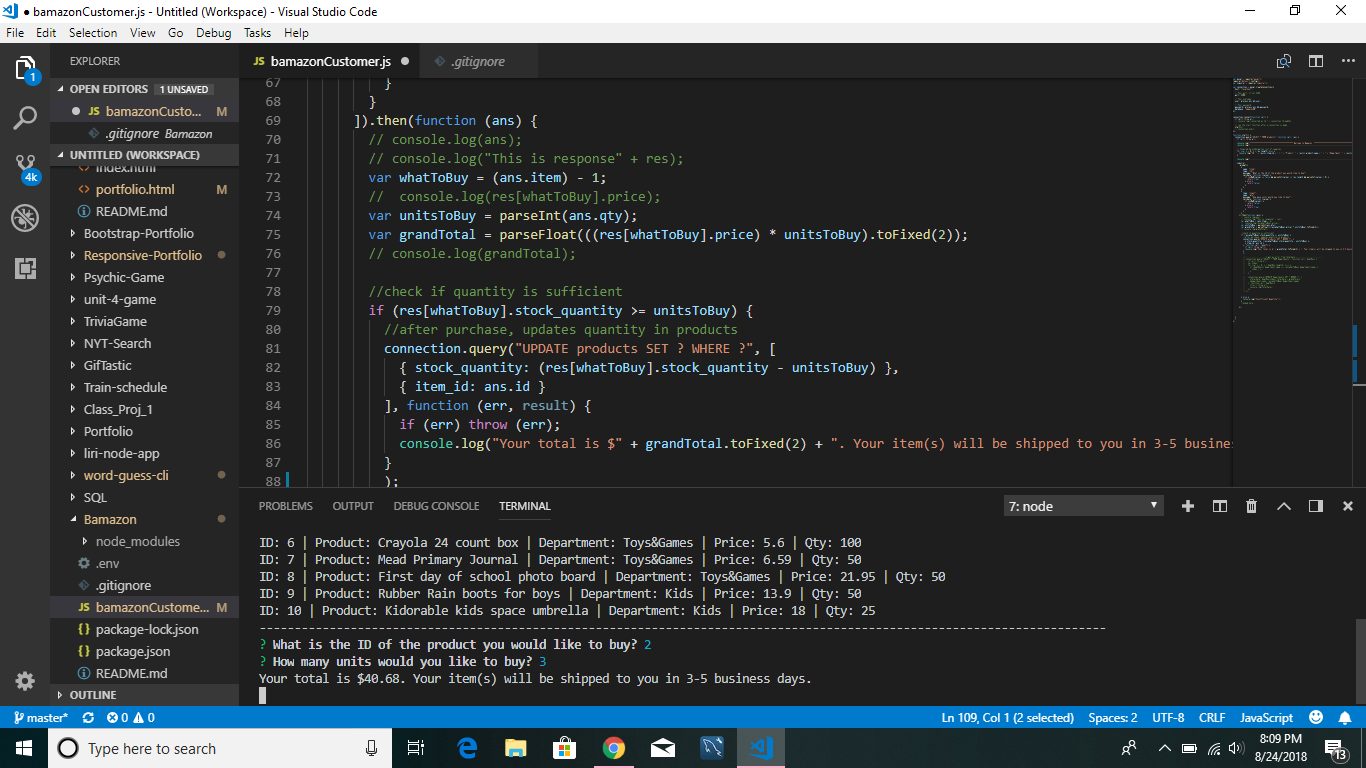 bamazonCustomer.js - Untitled (Workspace) - Visual Studio Code
File Edit Selection View Go Debug Tasks Help
EXPLORER
OPEN EDITORS 1 UNSAVED
JS bamazonCusto... M
.gitignore Bamazon
UNTITLED (WORKSPACE)
index.html
portfolio.html M
README.md
Bootstrap-Portfolio
Responsive-Portfolio
Psychic-Game
unit-4-game
TriviaGame
NYT-Search
GifTastic
Train-schedule
Class_Proj_1
Portfolio
liri-node-app
word-guess-cli
SQL
Bamazon
node_modules
.env
.gitignore
JS bamazonCustome... M
{} package-lock.json
{} package.json
README.md
OUTLINE
1
4k
JS bamazonCustomer.js
.gitignore
67 }
68 }
69 ]).then(function (ans) {
70 // console.log(ans);
71 // console.log("This is response" + res);
72 var whatToBuy = (ans.item) - 1;
73 //  console.log(res[whatToBuy].price);
74 var unitsToBuy = parseInt(ans.qty);
75 var grandTotal = parseFloat(((res[whatToBuy].price) * unitsToBuy).toFixed(2));
76 // console.log(grandTotal);
77
78 //check if quantity is sufficient
79 if (res[whatToBuy].stock_quantity >= unitsToBuy) {
80 //after purchase, updates quantity in products
81 connection.query("UPDATE products SET ? WHERE ?", [
82 { stock_quantity: (res[whatToBuy].stock_quantity - unitsToBuy) },
83 { item_id: ans.id }
84 ], function (err, result) {
85 if (err) throw (err);
86 console.log("Your total is $" + grandTotal.toFixed(2) + ". Your item(s) will be shipped to you in 3-5 busine
87 }
88 );
PROBLEMS OUTPUT DEBUG CONSOLE TERMINAL 7: node
ID: 6 | Product: Crayola 24 count box | Department: Toys&Games | Price: 5.6 | Qty: 100
ID: 7 | Product: Mead Primary Journal | Department: Toys&Games | Price: 6.59 | Qty: 50
ID: 8 | Product: First day of school photo board | Department: Toys&Games | Price: 21.95 | Qty: 50
ID: 9 | Product: Rubber Rain boots for boys | Department: Kids | Price: 13.9 | Qty: 50
ID: 10 | Product: Kidorable kids space umbrella | Department: Kids | Price: 18 | Qty: 25
------------------------------------------------------------------------------------------------------------------------
? What is the ID of the product you would like to buy? 2
? How many units would you like to buy? 3
Your total is $40.68. Your item(s) will be shipped to you in 3-5 business days.
master* 0 0 Ln 109, Col 1 (2 selected) Spaces: 2 UTF-8 CRLF JavaScript
Type here to search
8:09 PM
8/24/2018
13